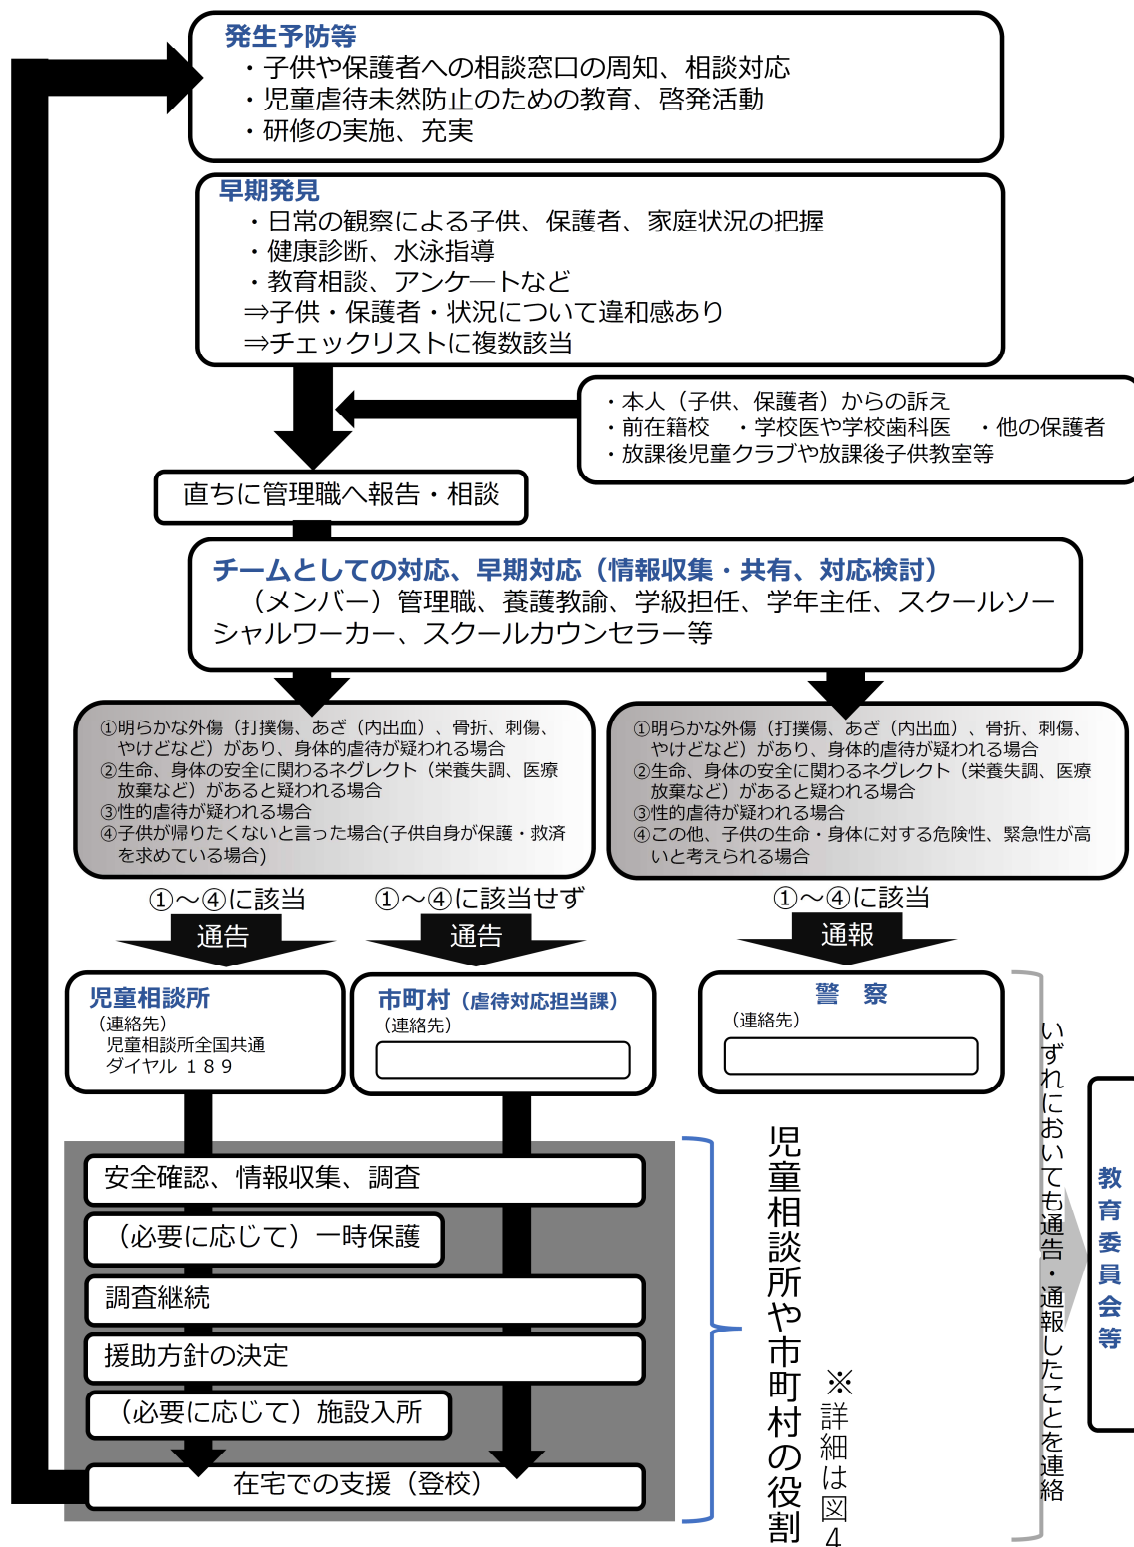 発生予防等
・子供や保護者への相談窓口の周知、相談対応
・児童虐待未然防止のための教育、啓発活動
・研修の実施、充実
早期発見
・日常の観察による子供、保護者、家庭状況の把握
・健康診断、水泳指導
・教育相談、アンケートなど
⇒子供・保護者・状況について違和感あり
⇒チェックリストに複数該当
・本人（子供、保護者）からの訴え
・前在籍校　・学校医や学校歯科医　・他の保護者
・放課後児童クラブや放課後子供教室等
直ちに管理職へ報告・相談
チームとしての対応、早期対応（情報収集・共有、対応検討）
（メンバー）管理職、養護教諭、学級担任、学年主任、スクールソー
シャルワーカー、スクールカウンセラー等
①明らかな外傷（打撲傷、あざ（内出血）、骨折、刺傷、
やけどなど）があり、身体的虐待が疑われる場合
②生命、身体の安全に関わるネグレクト（栄養失調、医療
放棄など）があると疑われる場合
③性的虐待が疑われる場合
④子供が帰りたくないと言った場合(子供自身が保護・救済
を求めている場合)
①明らかな外傷（打撲傷、あざ（内出血）、骨折、刺傷、
やけどなど）があり、身体的虐待が疑われる場合
②生命、身体の安全に関わるネグレクト（栄養失調、医療
放棄など）があると疑われる場合
③性的虐待が疑われる場合
④この他、子供の生命・身体に対する危険性、緊急性が高
いと考えられる場合
①～④に該当
①～④に該当せず
①～④に該当
通告
通告
通報
児童相談所
（連絡先）
児童相談所全国共通
ダイヤル １８９
市町村（虐待対応担当課）
（連絡先）
警　察
（連絡先）
安全確認、情報収集、調査
（必要に応じて）一時保護
調査継続
援助方針の決定
（必要に応じて）施設入所
在宅での支援（登校）
児童相談所や市町村の役割
※詳細は図４
いずれにおいても通告・通報したことを連絡
教育委員会等